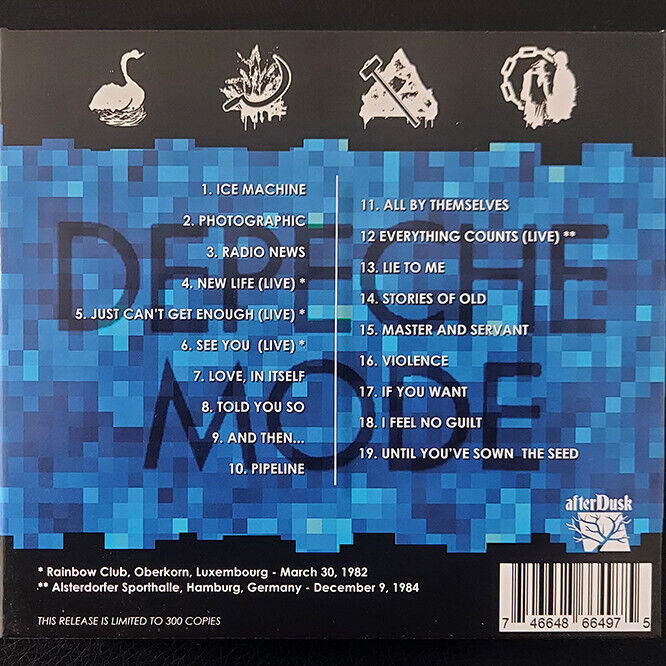 DEPECHE
MODE
1. ICE MACHINE
2. PHOTOGRAPHIC
3. RADIO NEWS
4. NEW LIFE (LIVE) *
5. JUST CAN'T GET ENOUGH (LIVE) *
6. SEE YOU (LIVE) *
7. LOVE, IN ITSELF
8. TOLD YOU SO
9. AND THEN...
10. PIPELINE
11. ALL BY THEMSELVES
12 EVERYTHING COUNTS (LIVE) **
13. LIE TO ME
14. STORIES OF OLD
15. MASTER AND SERVANT
16. VIOLENCE
17. IF YOU WANT
18. I FEEL NO GUILT
19. UNTIL YOU'VE SOWN THE SEED
afterDusk
* Rainbow Club, Oberkorn, Luxembourg - March 30, 1982
** Alsterdorfer Sporthalle, Hamburg, Germany - December 9, 1984
THIS RELEASE IS LIMITED TO 300 COPIES
7 46648 66497 5